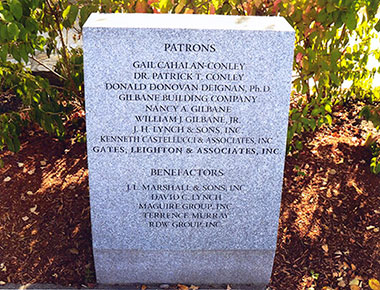 PATRONS
GAIL CAHALAN-CONLEY
DR. PATRICK T. CONLEY
DONALD DONOVAN DEIGNAN, Ph.D.
GILBANE BUILDING COMPANY
NANCY A. GILBANE
WILLIAM J. GILBANE, JR.
J. H. LYNCH & SONS, INC
KENNETH CASTELLUCCI & ASSOCIATES, INC
GATES, LEIGHTON & ASSOCIATES, INC
BENEFACTORS
J. L. MARSHALL & SONS, INC
DAVID C. LYNCH
MAGUIRE GROUP, INC
TERRENCE MURRAY
RDW GROUP, INC